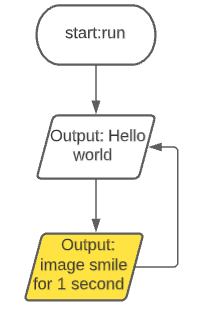 start:run
Output: Hello
world
Output:
image smile
for 1 second